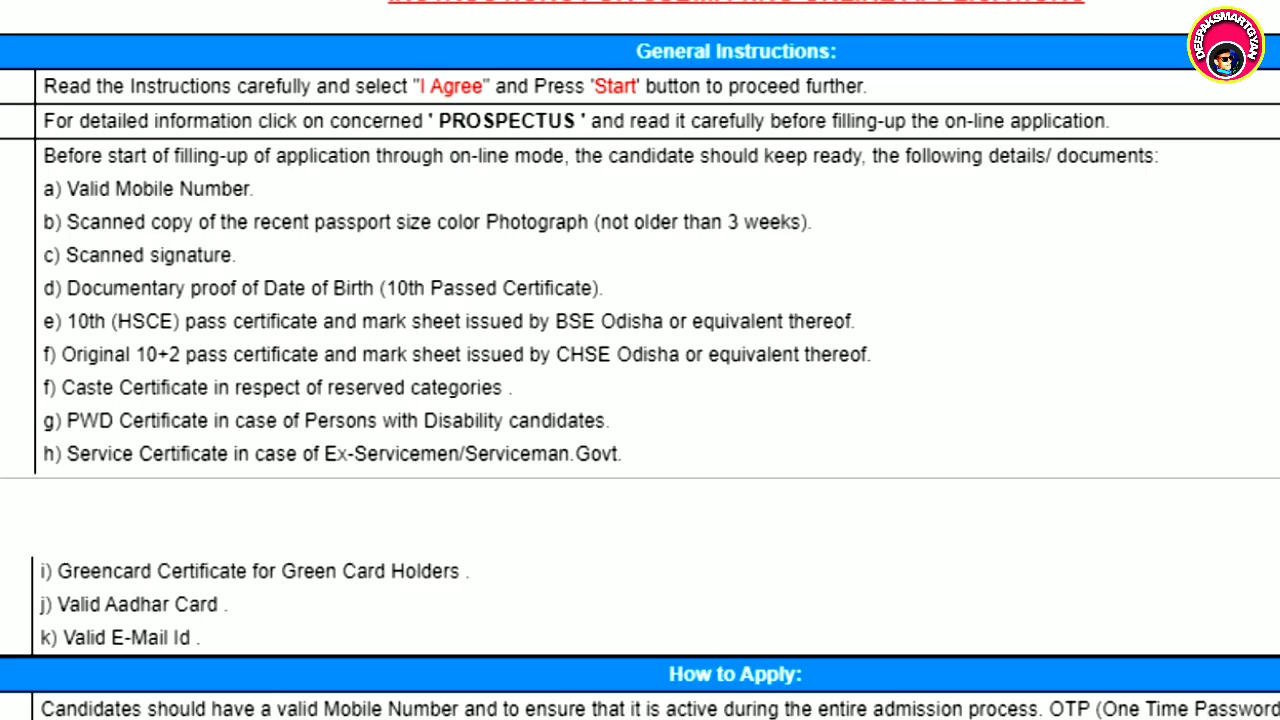 INSTRUCTIONS FOR SUBMITTING ONLINE APPLICATIONS
General Instructions:
DEEPAKSMARTGYAN
Read the Instructions carefully and select "I Agree" and Press 'Start' button to proceed further.
For detailed information click on concerned ' PROSPECTUS ' and read it carefully before filling-up the on-line application.
Before start of filling-up of application through on-line mode, the candidate should keep ready, the following details/ documents:
a) Valid Mobile Number.
b) Scanned copy of the recent passport size color Photograph (not older than 3 weeks).
c) Scanned signature.
d) Documentary proof of Date of Birth (10th Passed Certificate).
e) 10th (HSCE) pass certificate and mark sheet issued by BSE Odisha or equivalent thereof.
f) Original 10+2 pass certificate and mark sheet issued by CHSE Odisha or equivalent thereof.
f) Caste Certificate in respect of reserved categories .
g) PWD Certificate in case of Persons with Disability candidates.
h) Service Certificate in case of Ex-Servicemen/Serviceman.Govt.
i) Greencard Certificate for Green Card Holders .
j) Valid Aadhar Card .
k) Valid E-Mail Id .
How to Apply:
Candidates should have a valid Mobile Number and to ensure that it is active during the entire admission process. OTP (One Time Password